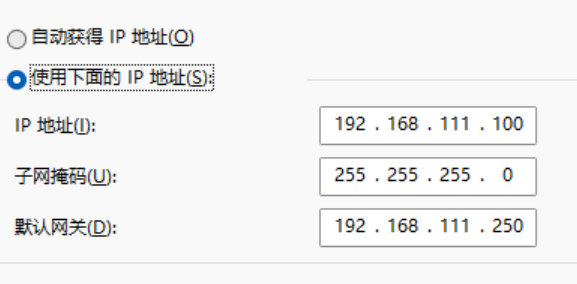 自动获得 IP 地址(O)
使用下面的 IP 地址(S):
IP 地址(I): 192 . 168 . 111 . 100
子网掩码(U): 255 . 255 . 255 . 0
默认网关(D): 192 . 168 . 111 . 250